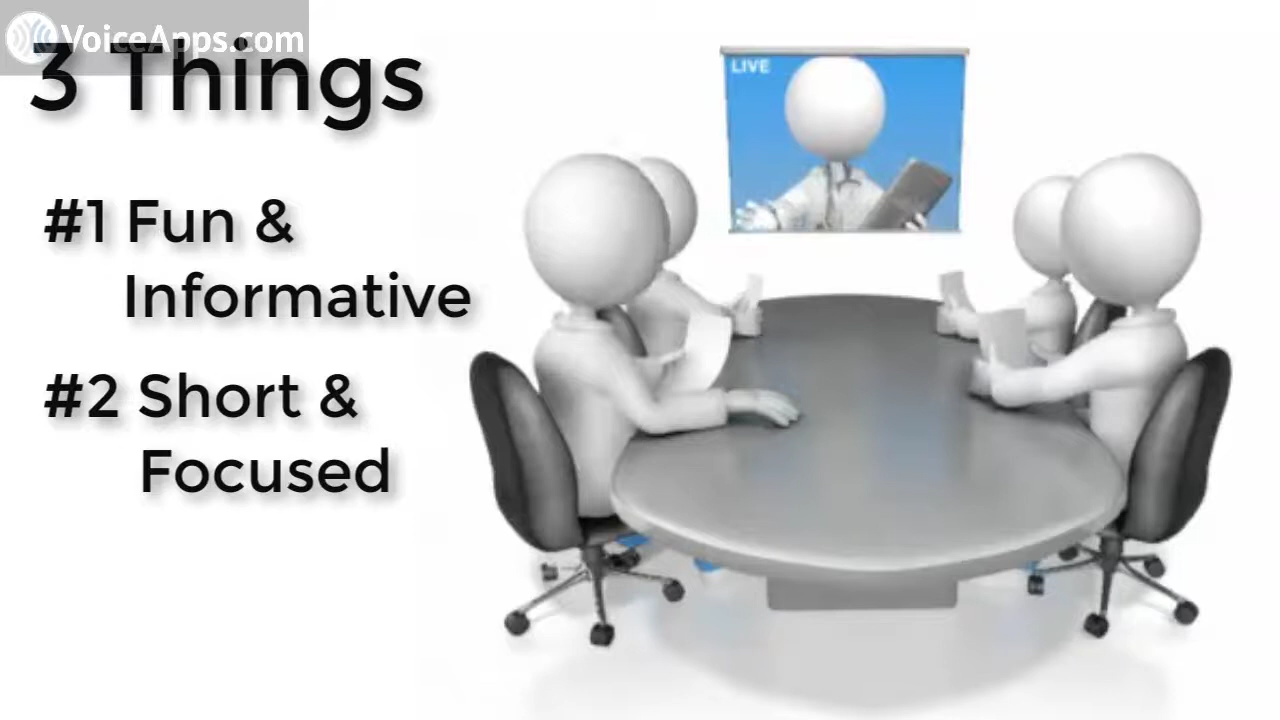 VoiceApps.com
3 Things
LIVE
#1 Fun &
Informative
#2 Short &
Focused